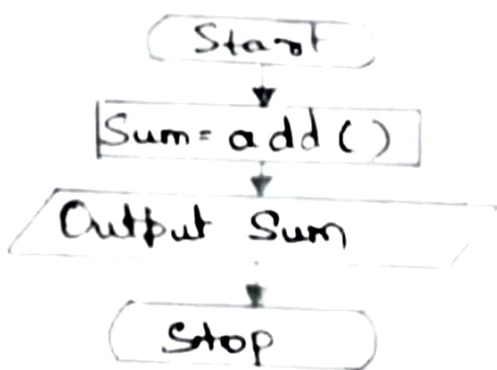 Start
Sum = add ( )
Output Sum
Stop